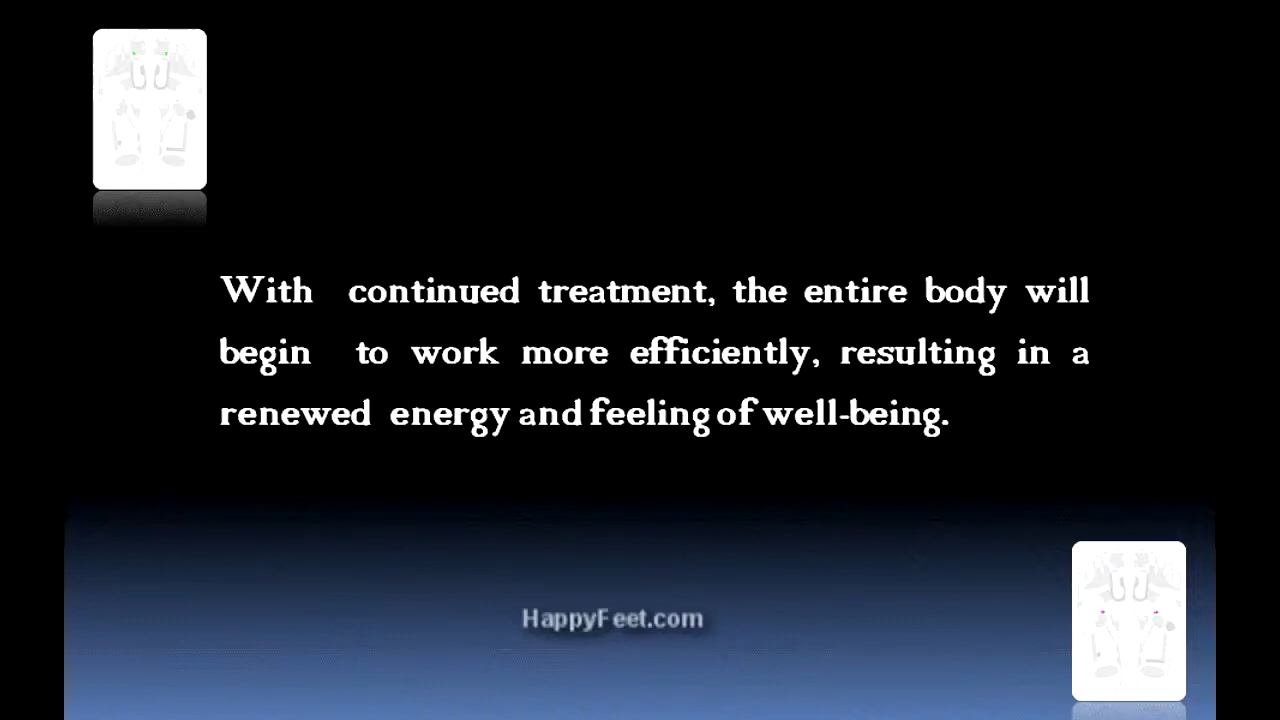 With continued treatment, the entire body will
begin to work more efficiently, resulting in a
renewed energy and feeling of well-being.
HappyFeet.com